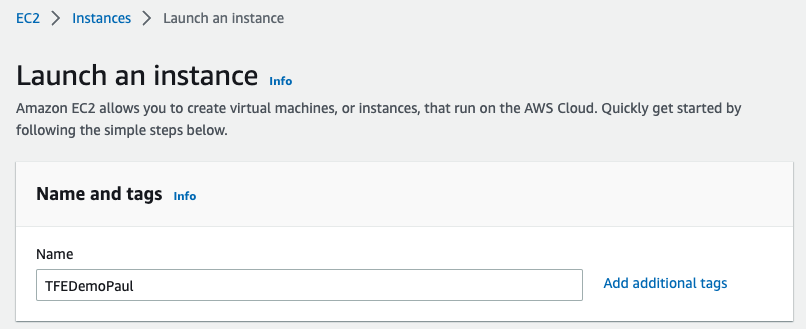 EC2 > Instances > Launch an instance
Launch an instance Info
Amazon EC2 allows you to create virtual machines, or instances, that run on the AWS Cloud. Quickly get started by
following the simple steps below.
Name and tags Info
Name
TFEDemoPaul Add additional tags